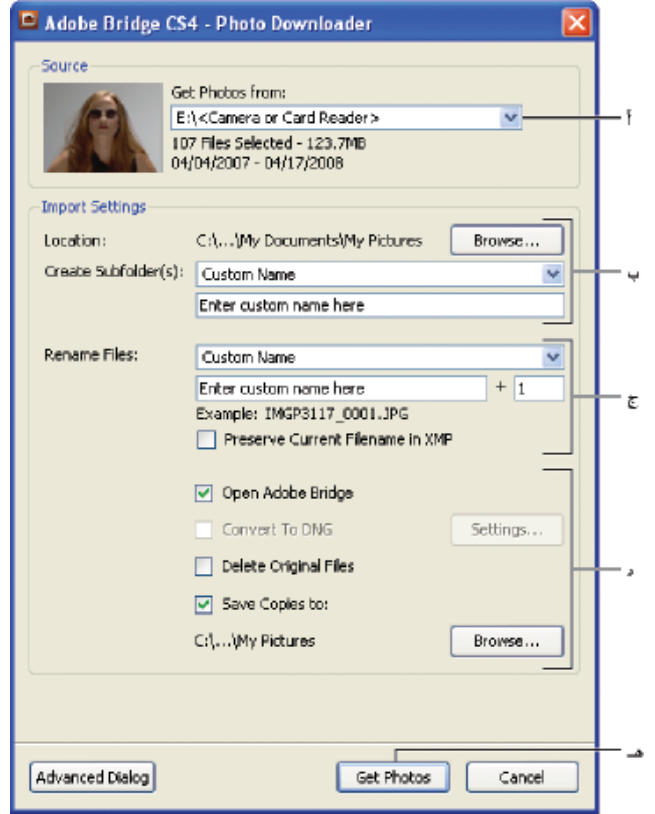 Adobe Bridge CS4 - Photo Downloader
Source
Get Photos from:
E:\<Camera or Card Reader>
أ
107 Files Selected - 123.7MB
04/04/2007 - 04/17/2008
Import Settings
Location: C:\...\My Documents\My Pictures Browse...
Create Subfolder(s): Custom Name
ب
Enter custom name here
Rename Files: Custom Name
Enter custom name here + 1
ج
Example: IMGP3117_0001.JPG
Preserve Current Filename in XMP
Open Adobe Bridge
Convert To DNG Settings...
Delete Original Files
د
Save Copies to:
C:\...\My Pictures Browse...
هـ
Advanced Dialog Get Photos Cancel